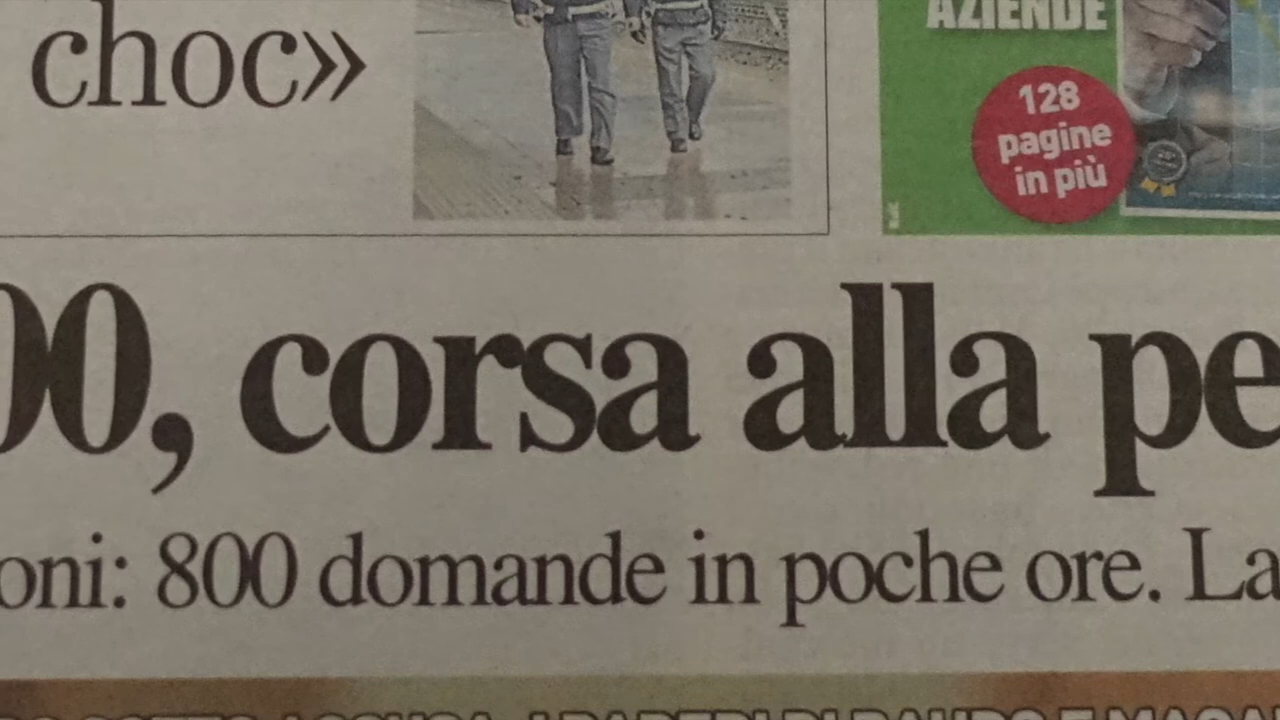 choc»
AZIENDE
128
pagine
in più
00, corsa alla pe
oni: 800 domande in poche ore. La